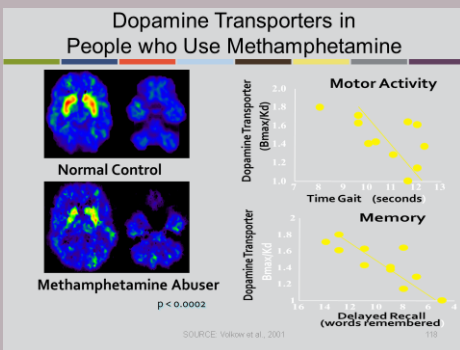 Dopamine Transporters in
People who Use Methamphetamine
Normal Control
Methamphetamine Abuser
p < 0.0002
Motor Activity
Dopamine Transporter
(Bmax/Kd)
2.0
1.8
1.6
1.4
1.2
1.0
7 8 9 10 11 12 13
Time Gait (seconds)
Memory
Dopamine Transporter
Bmax/Kd
2
1.8
1.6
1.4
1.2
1.0
16 14 12 10 8 6 4
Delayed Recall
(words remembered
SOURCE: Volkow et al., 2001
110